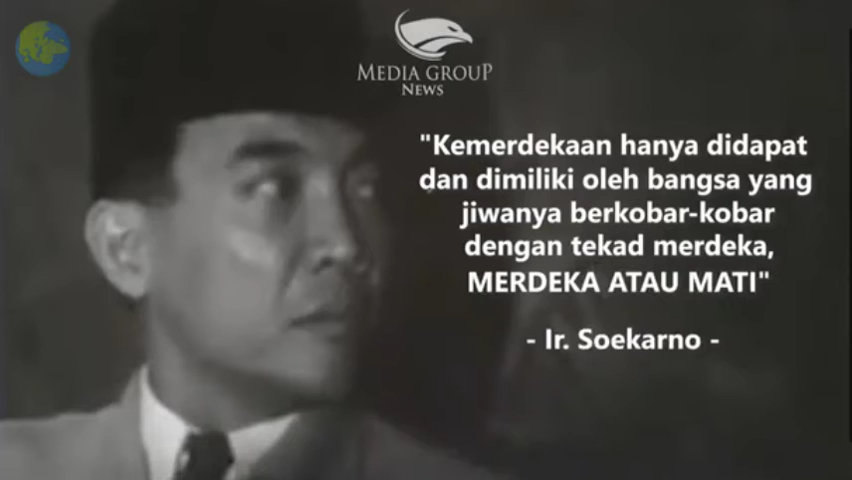 MEDIA GROUP
NEWS
"Kemerdekaan hanya didapat
dan dimiliki oleh bangsa yang
jiwanya berkobar-kobar
dengan tekad merdeka,
MERDEKA ATAU MATI"
- Ir. Soekarno -